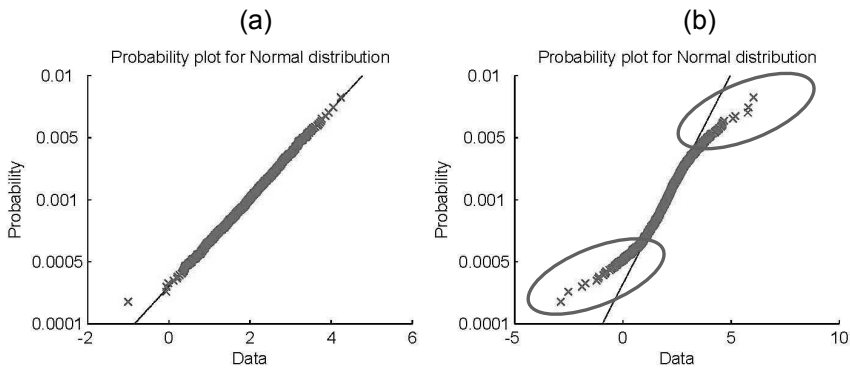 (a)
Probability plot for Normal distribution
0.01
0.005
0.001
0.0005
0.0001
Probability
-2
0
2
4
6
Data
(b)
Probability plot for Normal distribution
0.01
0.005
0.001
0.0005
0.0001
Probability
-5
0
5
10
Data